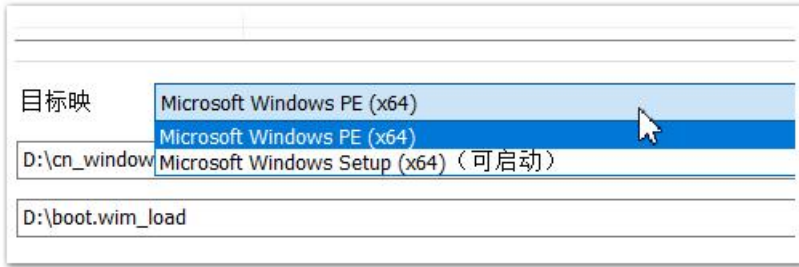 目标映
Microsoft Windows PE (x64)
Microsoft Windows PE (x64)
Microsoft Windows Setup (x64)（可启动）
D:\cn_window
D:\boot.wim_load